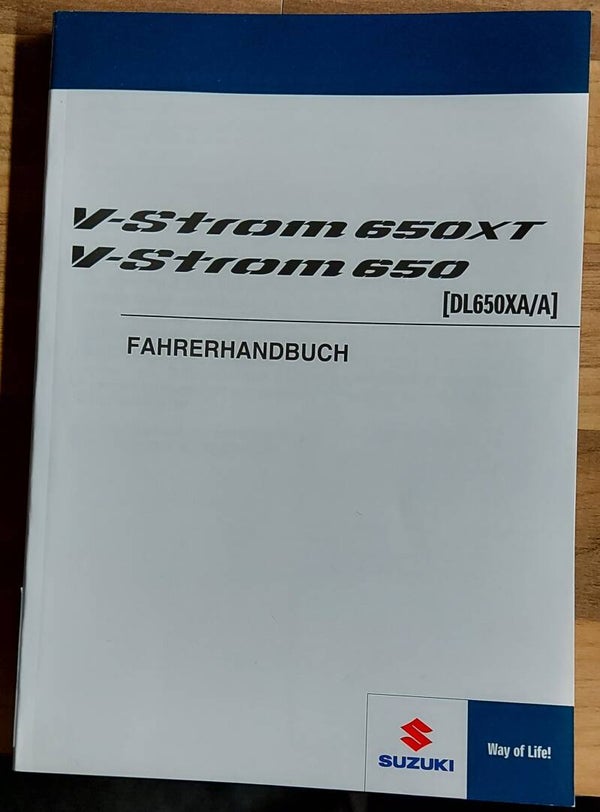 V-Strom 650XT
V-Strom 650
[DL650XA/A]
FAHRERHANDBUCH
SUZUKI
Way of Life!